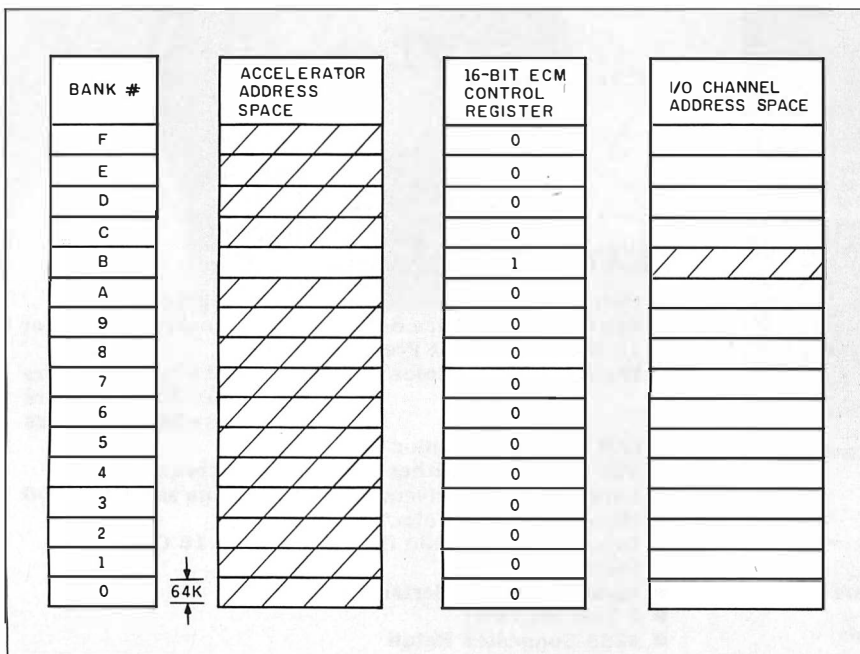 BANK # ACCELERATOR ADDRESS SPACE 16-BIT ECM CONTROL REGISTER I/O CHANNEL ADDRESS SPACE
F 0
E 0
D 0
C 0
B 1
A 0
9 0
8 0
7 0
6 0
5 0
4 0
3 0
2 0
1 0
0 64K 0